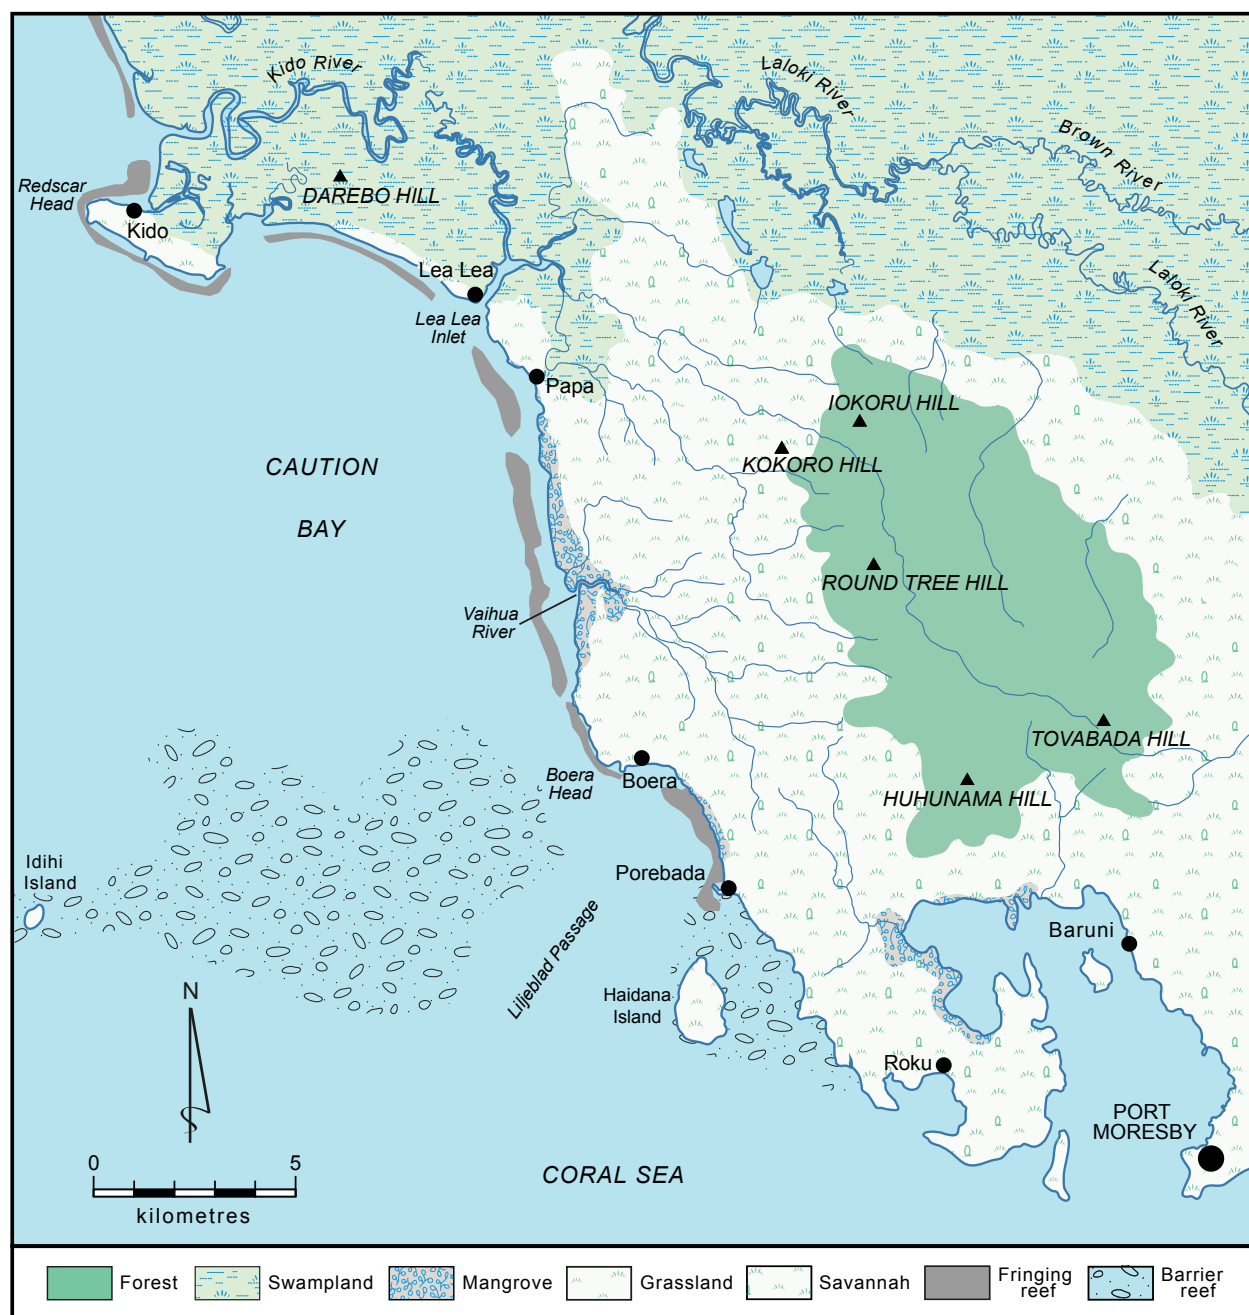 Kido River
Laloki River
Brown River
Redscar
Head
DAREBO HILL
Kido
Lea Lea
Laloki River
Lea Lea
Inlet
Papa
IOKORU HILL
KOKORO HILL
CAUTION
BAY
ROUND TREE HILL
Vaihua
River
TOVABADA HILL
Boera
Head
Boera
HUHUNAMA HILL
Idihi
Island
Porebada
Liljeblad Passage
Baruni
N
Haidana
Island
Roku
PORT
MORESBY
0 5
kilometres
CORAL SEA
Forest
Swampland
Mangrove
Grassland
Savannah
Fringing
reef
Barrier
reef